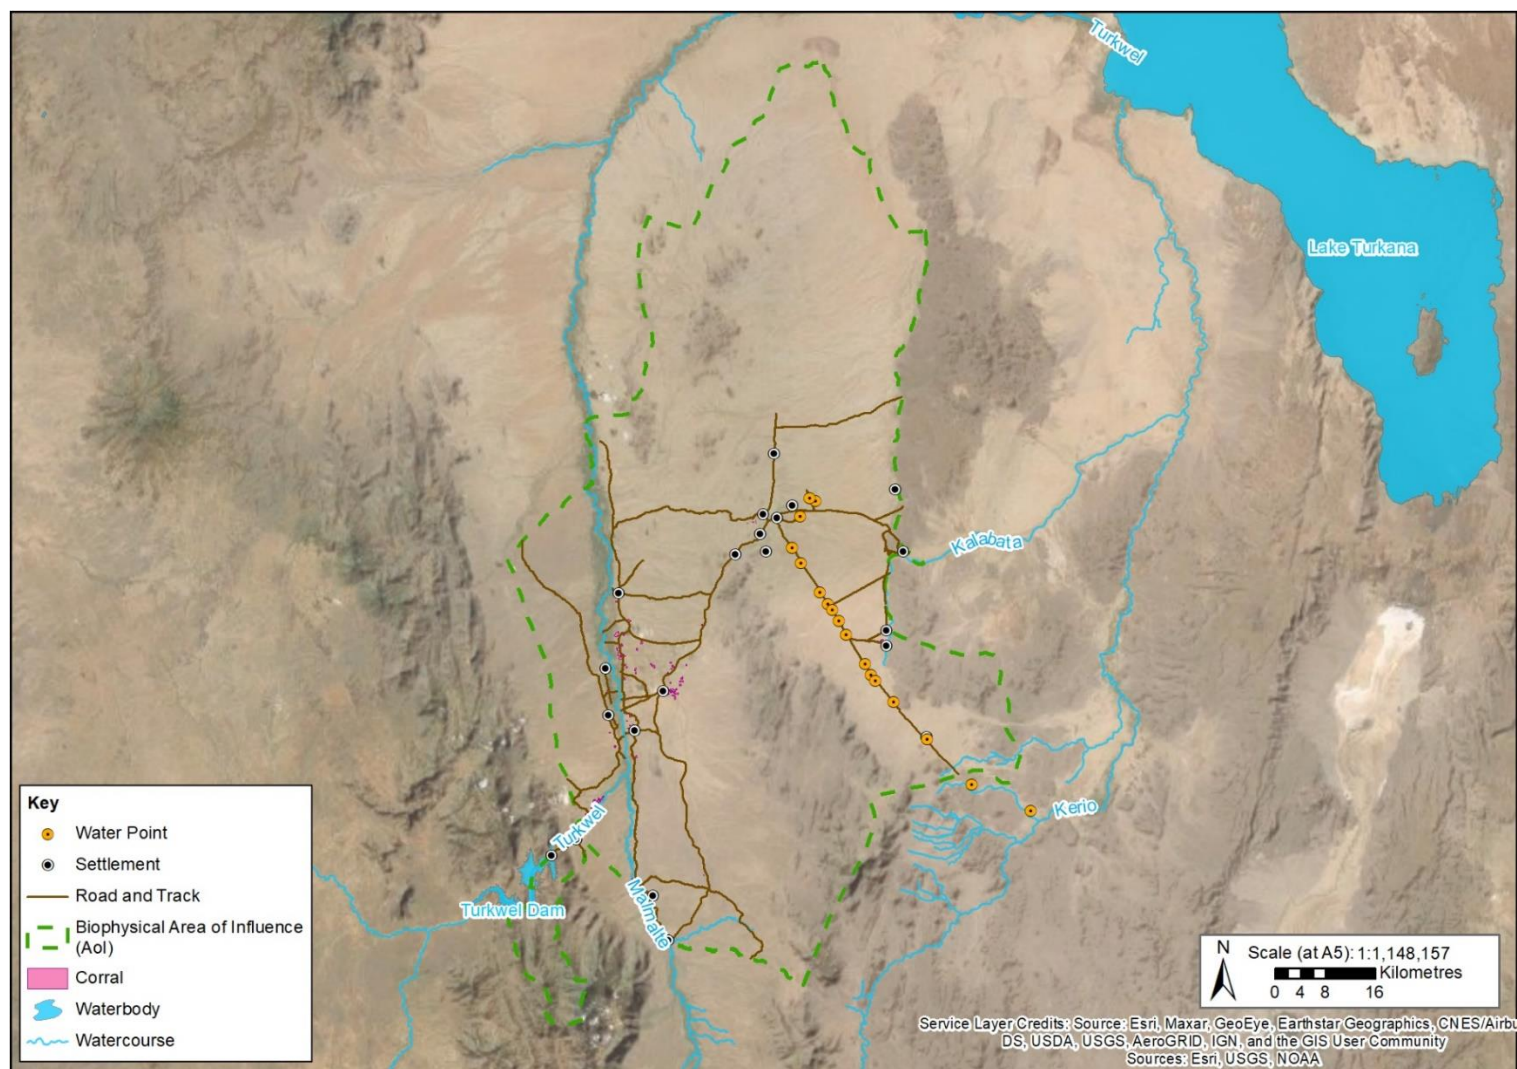 Turkwel
Lake Turkana
Kalabata
Kerio
Turkwel
Turkwel Dam
Malmalte
Key
Water Point
Settlement
Road and Track
Biophysical Area of Influence
(AoI)
Corral
Waterbody
Watercourse
N
Scale (at A5): 1:1,148,157
Kilometres
0 4 8 16
Service Layer Credits: Source: Esri, Maxar, GeoEye, Earthstar Geographics, CNES/Airbu
DS, USDA, USGS, AeroGRID, IGN, and the GIS User Community
Sources: Esri, USGS, NOAA